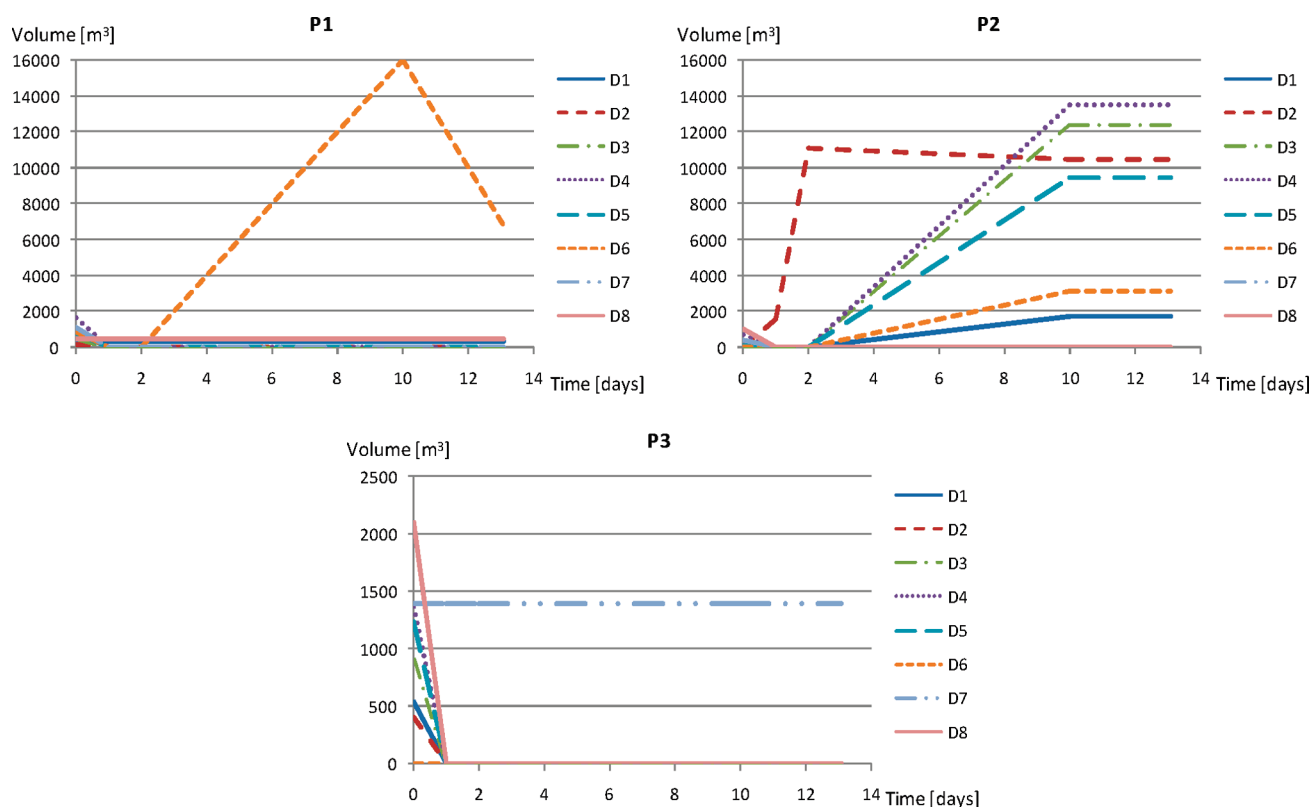 P1
Volume [m³]
16000
14000
12000
10000
8000
6000
4000
2000
0
0 2 4 6 8 10 12 14
Time [days]
D1
D2
D3
D4
D5
D6
D7
D8
P2
Volume [m³]
16000
14000
12000
10000
8000
6000
4000
2000
0
0 2 4 6 8 10 12 14
Time [days]
D1
D2
D3
D4
D5
D6
D7
D8
P3
Volume [m³]
2500
2000
1500
1000
500
0
0 2 4 6 8 10 12 14
Time [days]
D1
D2
D3
D4
D5
D6
D7
D8